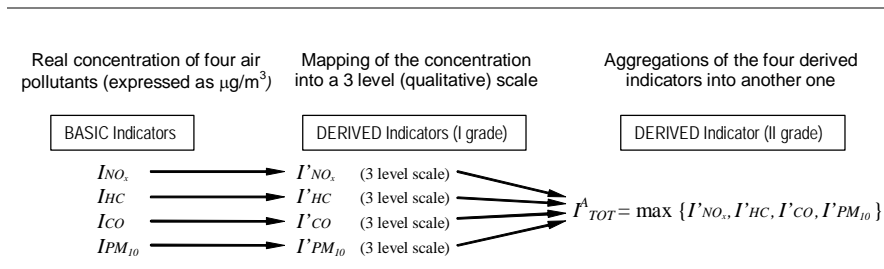 Real concentration of four air pollutants (expressed as μg/m³)
Mapping of the concentration into a 3 level (qualitative) scale
Aggregations of the four derived indicators into another one
BASIC Indicators
DERIVED Indicators (I grade)
DERIVED Indicator (II grade)
I_NOₓ I'_NOₓ (3 level scale)
I_HC I'_HC (3 level scale)
I_CO I'_CO (3 level scale)
I_PM₁₀ I'_PM₁₀ (3 level scale)
I^A_TOT = max {I'_NOₓ, I'_HC, I'_CO, I'_PM₁₀}